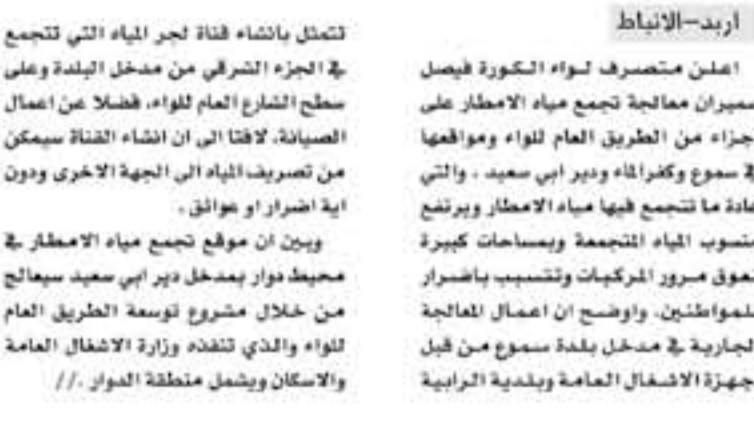 اربد-الانباط
اعلن متصرف لواء الكورة فيصل
سميران معالجة تجمع مياه الامطار على
اجزاء من الطريق العام للواء ومواقعها
في سموع وكفرالماء ودير ابي سعيد ، والتي
عادة ما تتجمع فيها مياه الامطار ويرتفع
منسوب المياه المتجمعة وبمساحات كبيرة
تعوق مرور المركبات وتتسبب باضرار
للمواطنين. واوضح ان اعمال المعالجة
الجارية في مدخل بلدة سموع من قبل
اجهزة الاشغال العامة وبلدية الرابية
تتمثل بانشاء قناة لجر المياه التي تتجمع
في الجزء الشرقي من مدخل البلدة وعلى
سطح الشارع العام للواء، فضلا عن اعمال
الصيانة، لافتا الى ان انشاء القناة سيمكن
من تصريف المياه الى الجهة الاخرى ودون
اية اضرار او عوائق .
وبين ان موقع تجمع مياه الامطار في
محيط دوار بمدخل دير ابي سعيد سيعالج
من خلال مشروع توسعة الطريق العام
للواء والذي تنفذه وزارة الاشغال العامة
والاسكان ويشمل منطقة الدوار .//